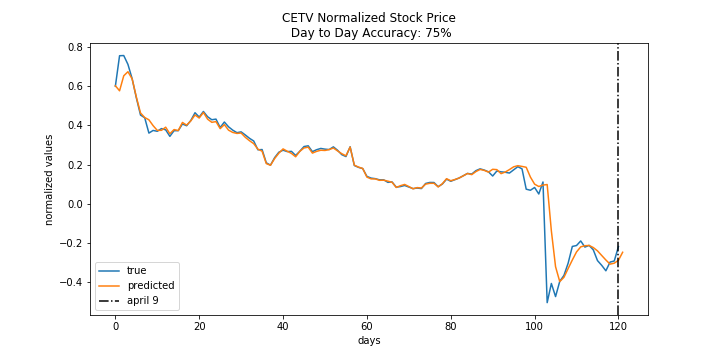 CETV Normalized Stock Price
Day to Day Accuracy: 75%
normalized values
0.8
0.6
0.4
0.2
0.0
−0.2
−0.4
true
predicted
april 9
0
20
40
60
80
100
120
days